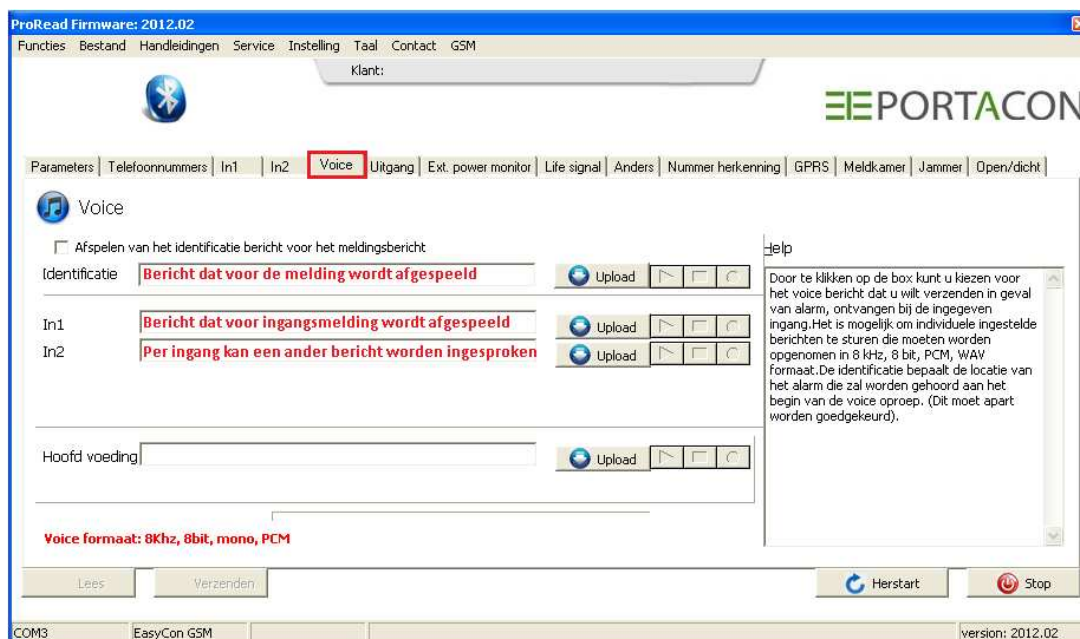 ProRead Firmware: 2012.02
Functies Bestand Handleidingen Service Instelling Taal Contact GSM
Klant:
PORTACON
Parameters Telefoonnummers In1 In2 Voice Uitgang Ext. power monitor Life signal Anders Nummer herkenning GPRS Meldkamer Jammer Open/dicht
Voice
Afspelen van het identificatie bericht voor het meldingsbericht
Identificatie Bericht dat voor de melding wordt afgespeeld Upload
In1 Bericht dat voor ingangsmelding wordt afgespeeld Upload
In2 Per ingang kan een ander bericht worden ingesproken Upload
Hoofd voeding Upload
Voice formaat: 8Khz, 8bit, mono, PCM
Help
Door te klikken op de box kunt u kiezen voor
het voice bericht dat u wilt verzenden in geval
van alarm, ontvangen bij de ingegeven
ingang.Het is mogelijk om individuele ingestelde
berichten te sturen die moeten worden
opgenomen in 8 kHz, 8 bit, PCM, WAV
formaat.De identificatie bepaalt de locatie van
het alarm die zal worden gehoord aan het
begin van de voice oproep. (Dit moet apart
worden goedgekeurd).
Lees Verzenden Herstart Stop
COM3 EasyCon GSM version: 2012.02